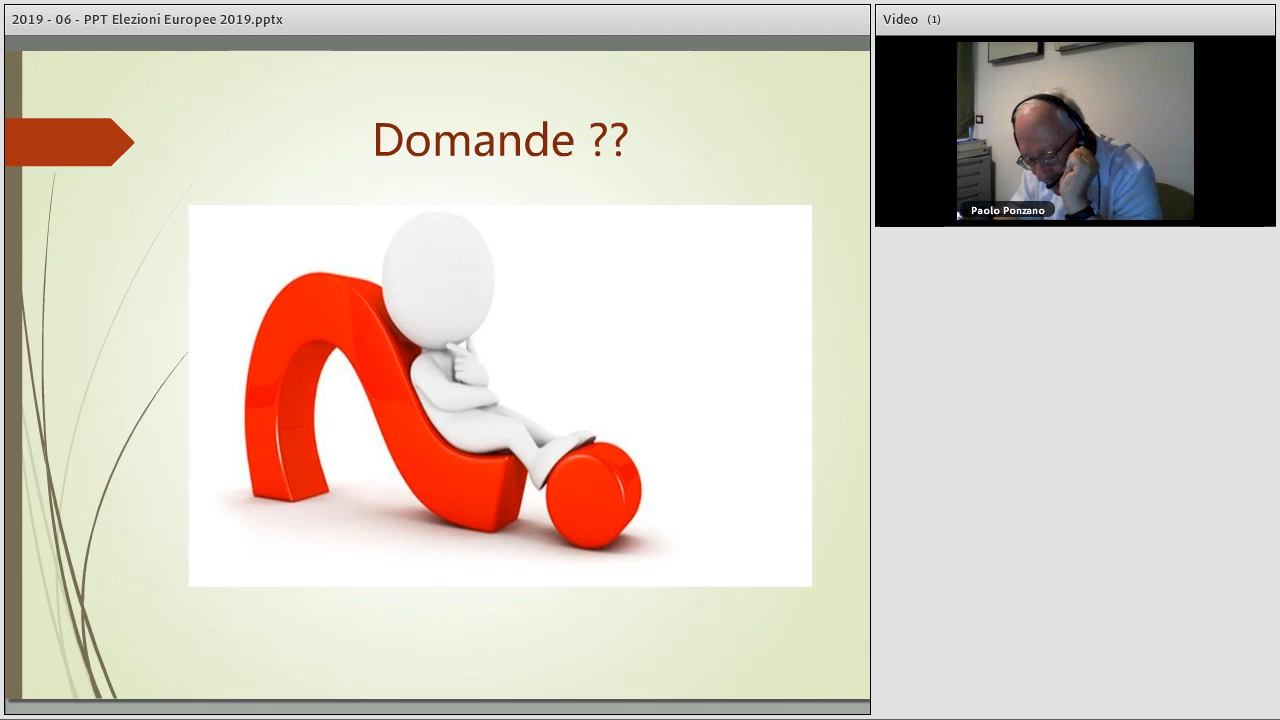 2019 - 06 - PPT Elezioni Europee 2019.pptx
Video (1)
Domande ??
Paolo Ponzano